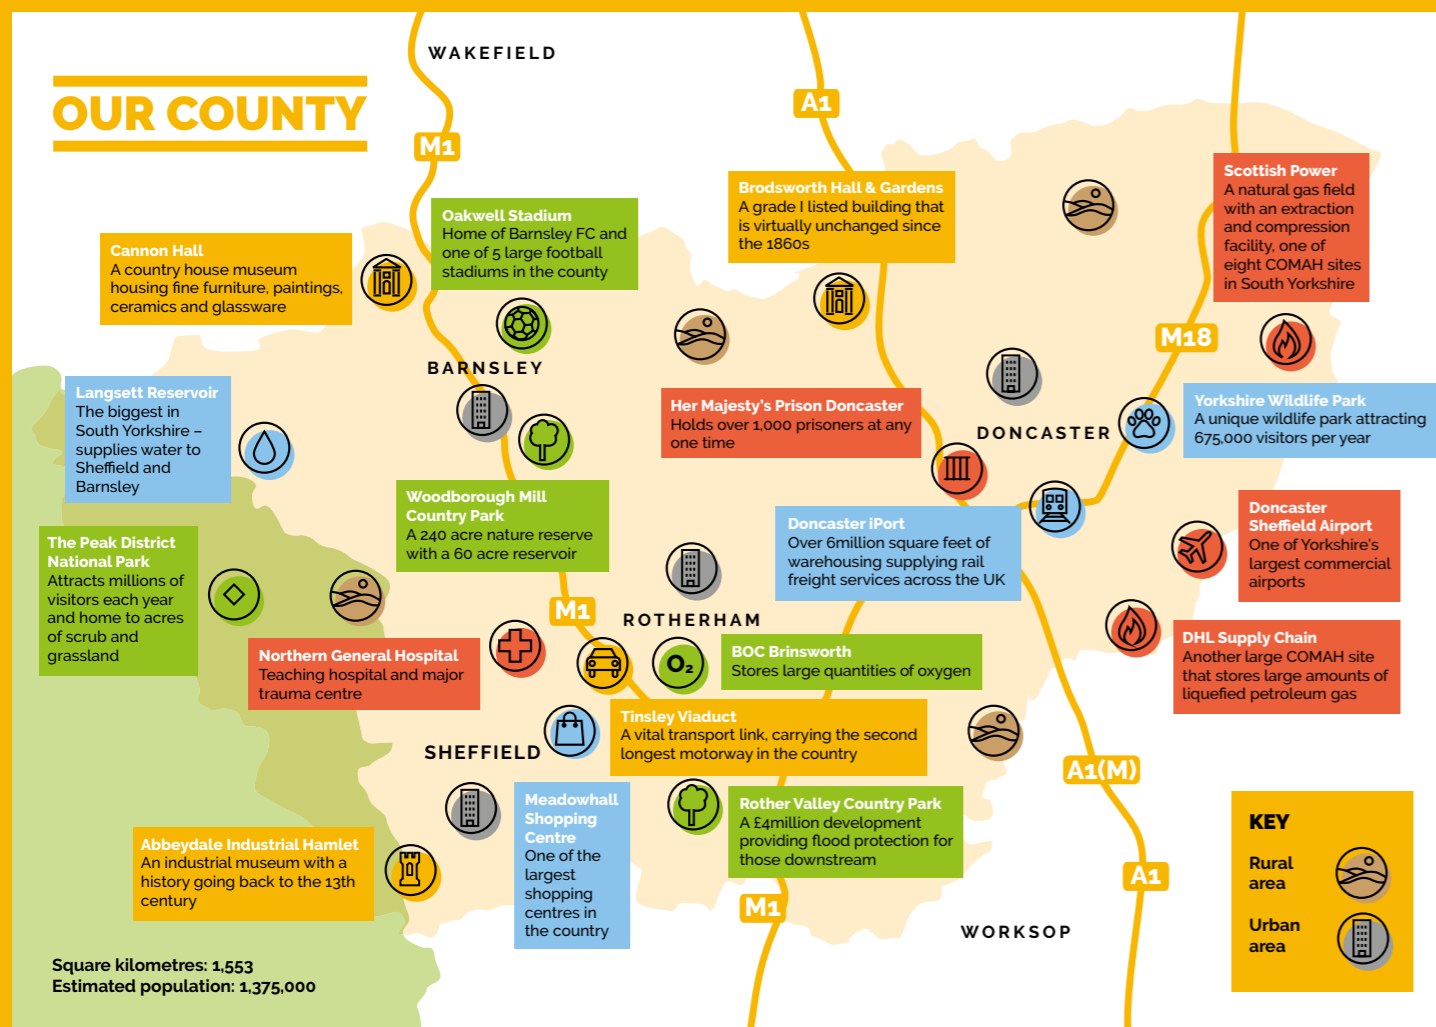 WAKEFIELD
OUR COUNTY
A1
M1
Scottish Power
A natural gas field
with an extraction
and compression
facility, one of
eight COMAH sites
in South Yorkshire
Brodsworth Hall & Gardens
A grade I listed building that
is virtually unchanged since
the 1860s
Oakwell Stadium
Home of Barnsley FC and
one of 5 large football
stadiums in the county
Cannon Hall
A country house museum
housing fine furniture, paintings,
ceramics and glassware
M18
BARNSLEY
Langsett Reservoir
The biggest in
South Yorkshire –
supplies water to
Sheffield and
Barnsley
Her Majesty's Prison Doncaster
Holds over 1,000 prisoners at any
one time
DONCASTER
Yorkshire Wildlife Park
A unique wildlife park attracting
675,000 visitors per year
Woodborough Mill
Country Park
A 240 acre nature reserve
with a 60 acre reservoir
Doncaster iPort
Over 6million square feet of
warehousing supplying rail
freight services across the UK
Doncaster
Sheffield Airport
One of Yorkshire's
largest commercial
airports
The Peak District
National Park
Attracts millions of
visitors each year
and home to acres
of scrub and
grassland
M1
ROTHERHAM
Northern General Hospital
Teaching hospital and major
trauma centre
O₂
BOC Brinsworth
Stores large quantities of oxygen
DHL Supply Chain
Another large COMAH site
that stores large amounts of
liquefied petroleum gas
Tinsley Viaduct
A vital transport link, carrying the second
longest motorway in the country
SHEFFIELD
A1(M)
Meadowhall
Shopping
Centre
One of the
largest
shopping
centres in
the country
Rother Valley Country Park
A £4million development
providing flood protection for
those downstream
Abbeydale Industrial Hamlet
An industrial museum with a
history going back to the 13th
century
A1
M1
WORKSOP
KEY
Rural
area
Urban
area
Square kilometres: 1,553
Estimated population: 1,375,000